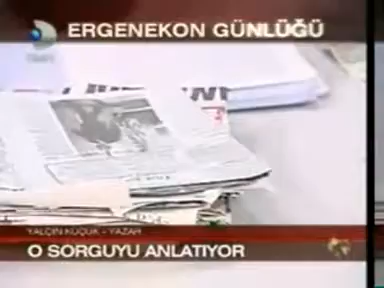 ERGENEKON GÜNLÜĞÜ
YALÇIN KÜÇÜK - YAZAR
O SORGUYU ANLATIYOR